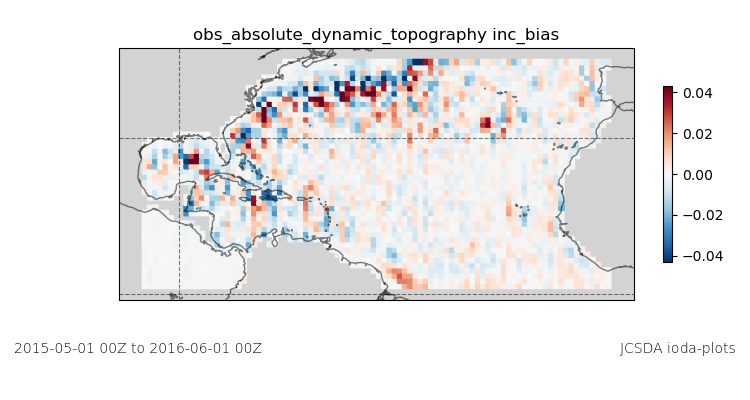 obs_absolute_dynamic_topography inc_bias
0.04
0.02
0.00
−0.02
−0.04
2015-05-01 00Z to 2016-06-01 00Z
JCSDA ioda-plots